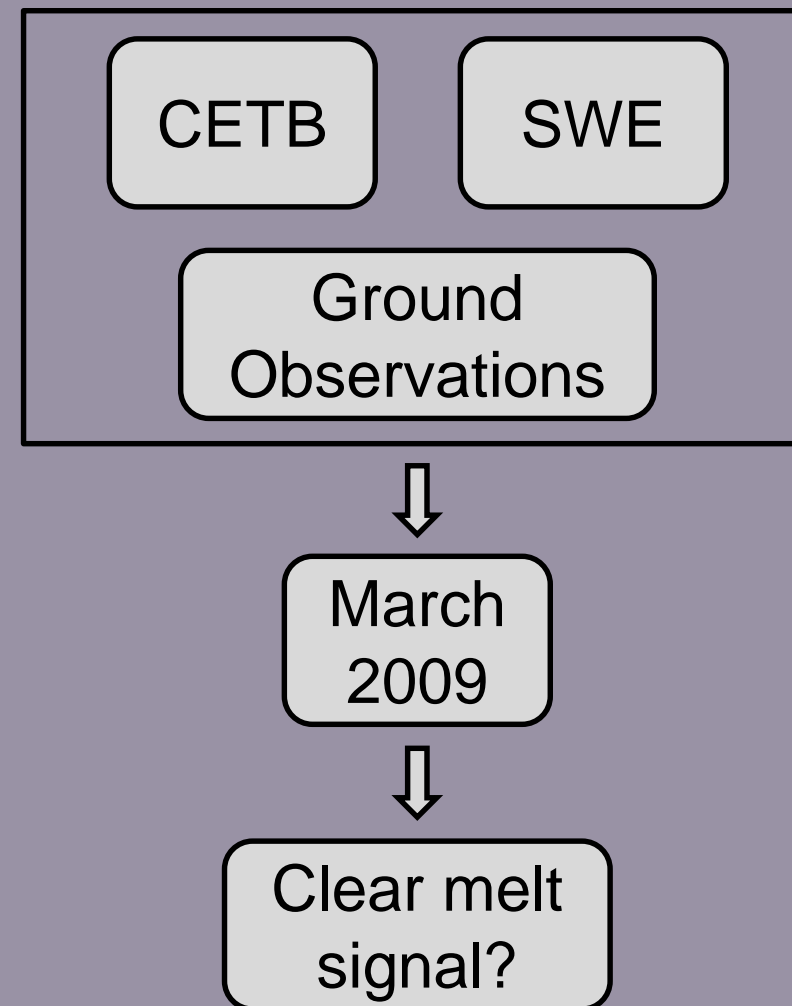 CETB
SWE
Ground
Observations
March
2009
Clear melt
signal?